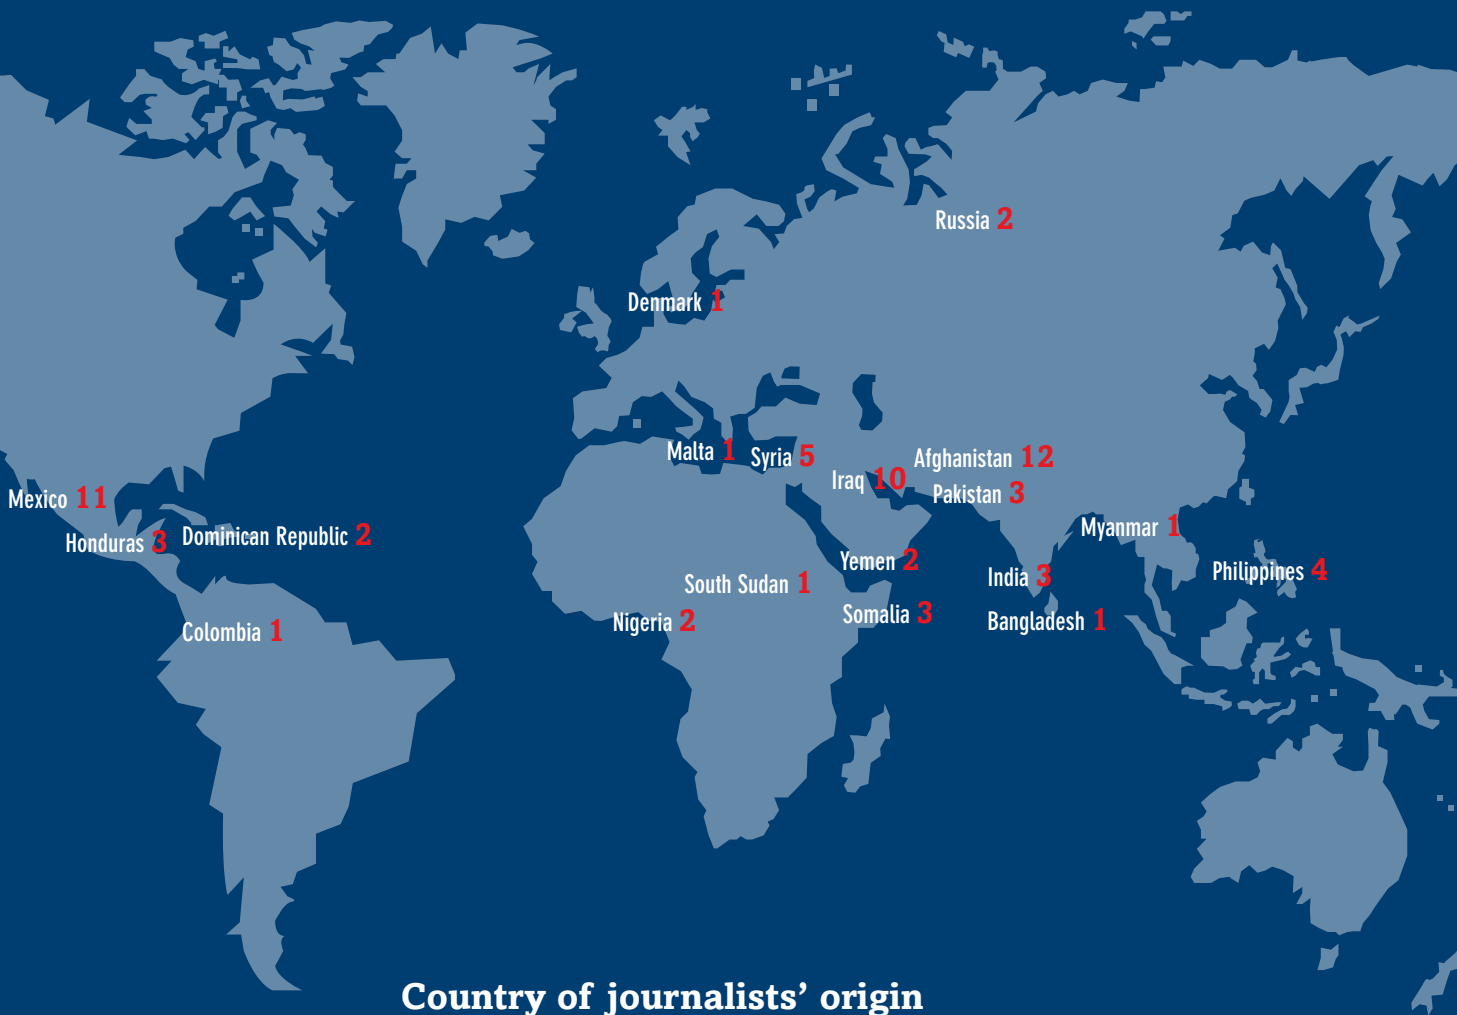 Russia 2
Denmark 1
Malta 1
Syria 5
Afghanistan 12
Iraq 10
Pakistan 3
Mexico 11
Honduras 3
Dominican Republic 2
Myanmar 1
Yemen 2
India 3
Philippines 4
South Sudan 1
Nigeria 2
Somalia 3
Bangladesh 1
Colombia 1
Country of journalists’ origin